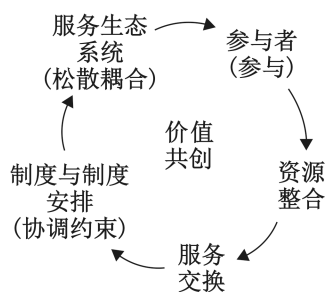 服务生态
系统
(松散耦合)
参与者
(参与)
价值
共创
资源
整合
制度与制度
安排
(协调约束)
服务
交换